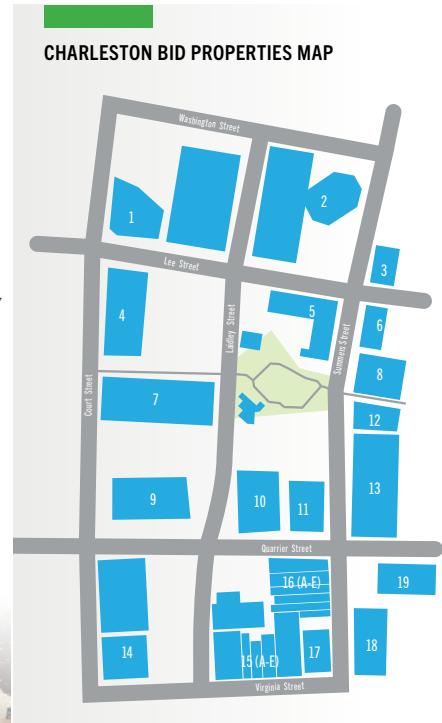 CHARLESTON BID PROPERTIES MAP
Washington Street
1
2
Lee Street
3
4
Laidley Street
5
Summers Street
6
7
Court Street
8
9
10
11
12
13
Quarrier Street
16 (A-E)
19
14
15 (A-E)
17
18
Virginia Street